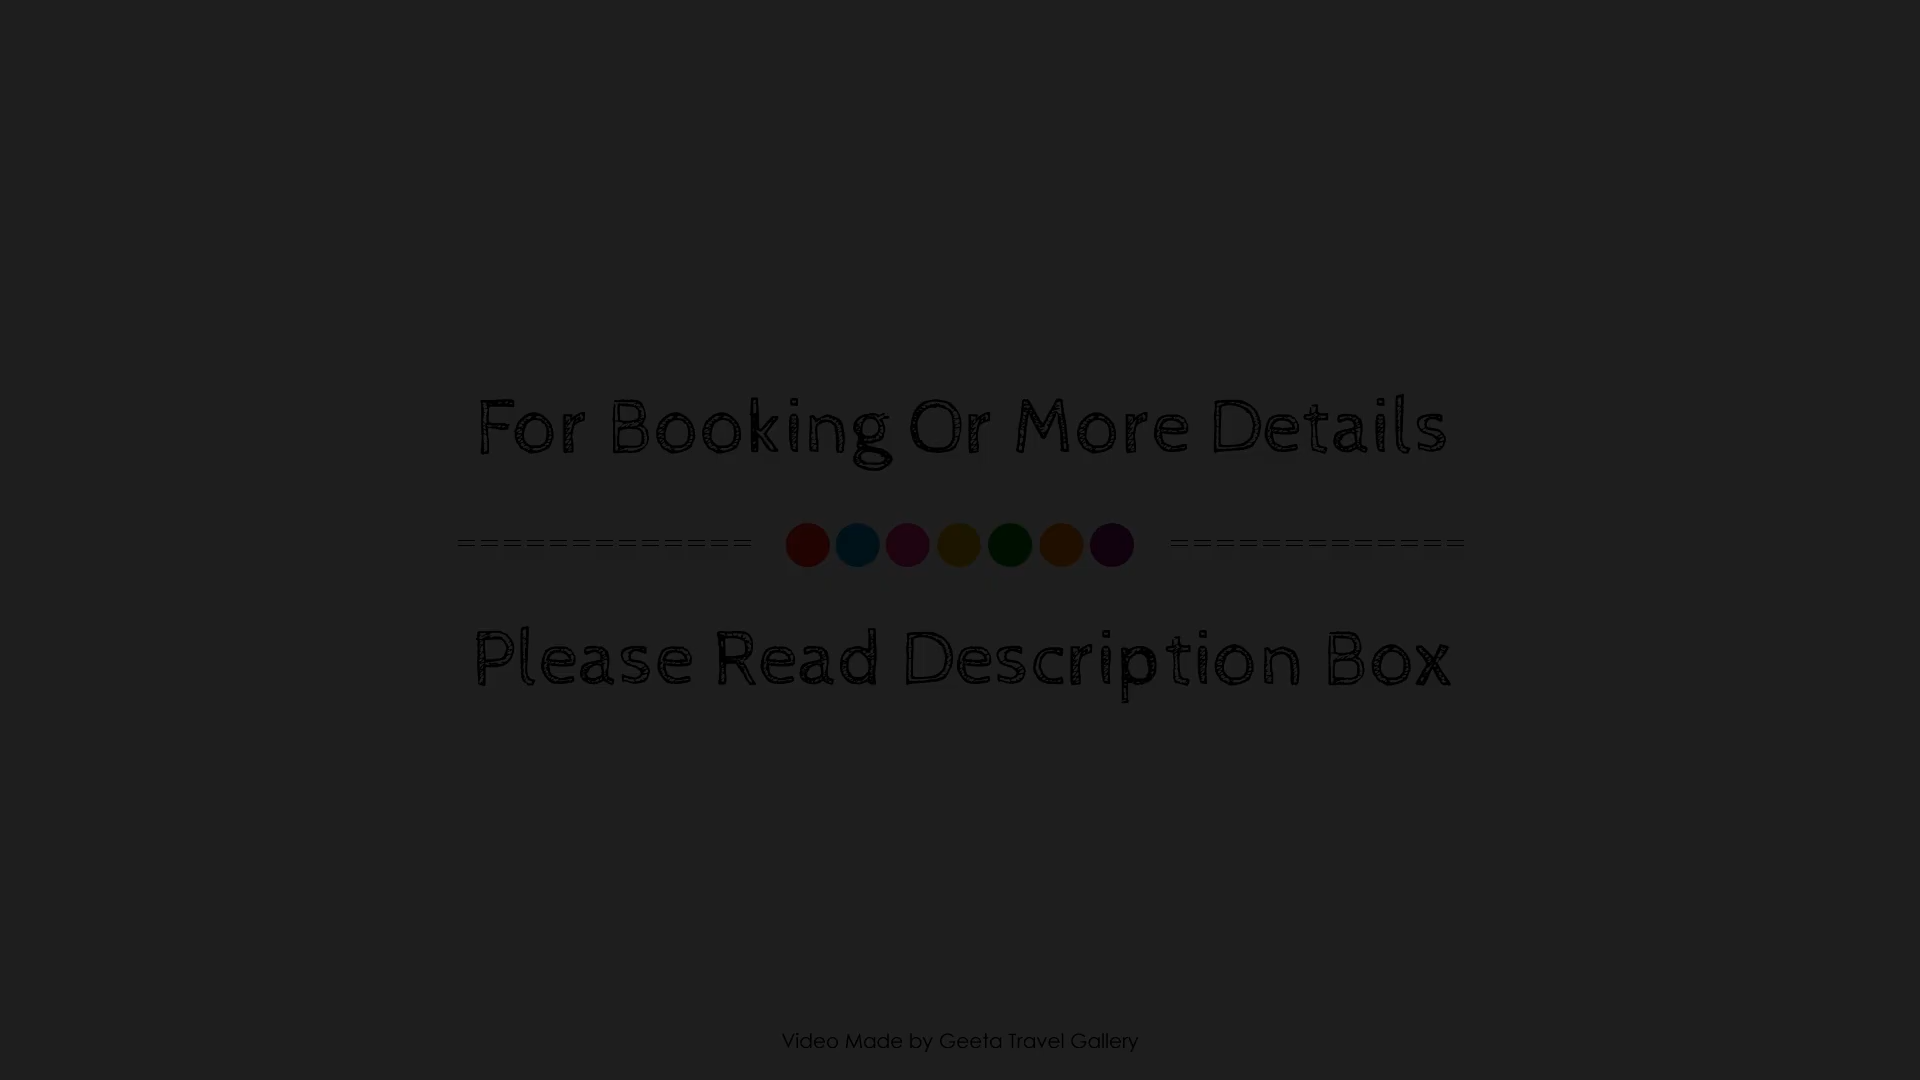 For Booking Or More Details
============= =============
Please Read Description Box
Video Made by Geeta Travel Gallery